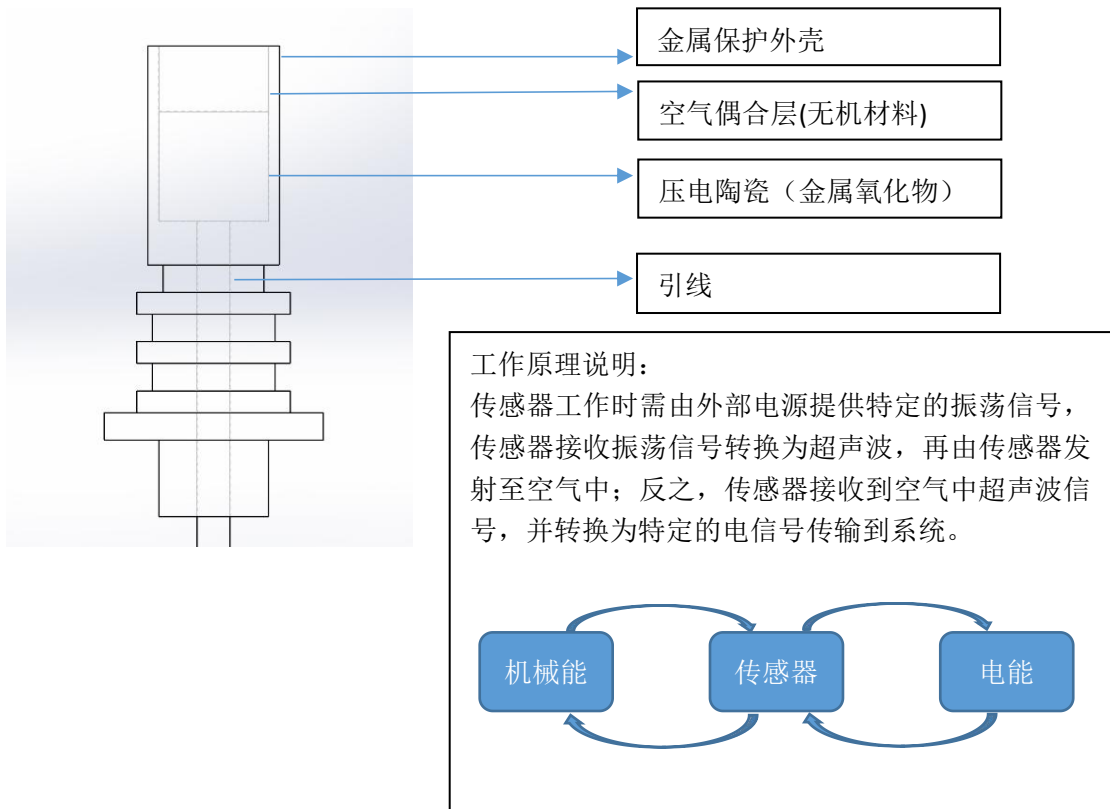 金属保护外壳
空气偶合层(无机材料)
压电陶瓷（金属氧化物）
引线
工作原理说明：
传感器工作时需由外部电源提供特定的振荡信号，
传感器接收振荡信号转换为超声波，再由传感器发
射至空气中；反之，传感器接收到空气中超声波信
号，并转换为特定的电信号传输到系统。
机械能
传感器
电能